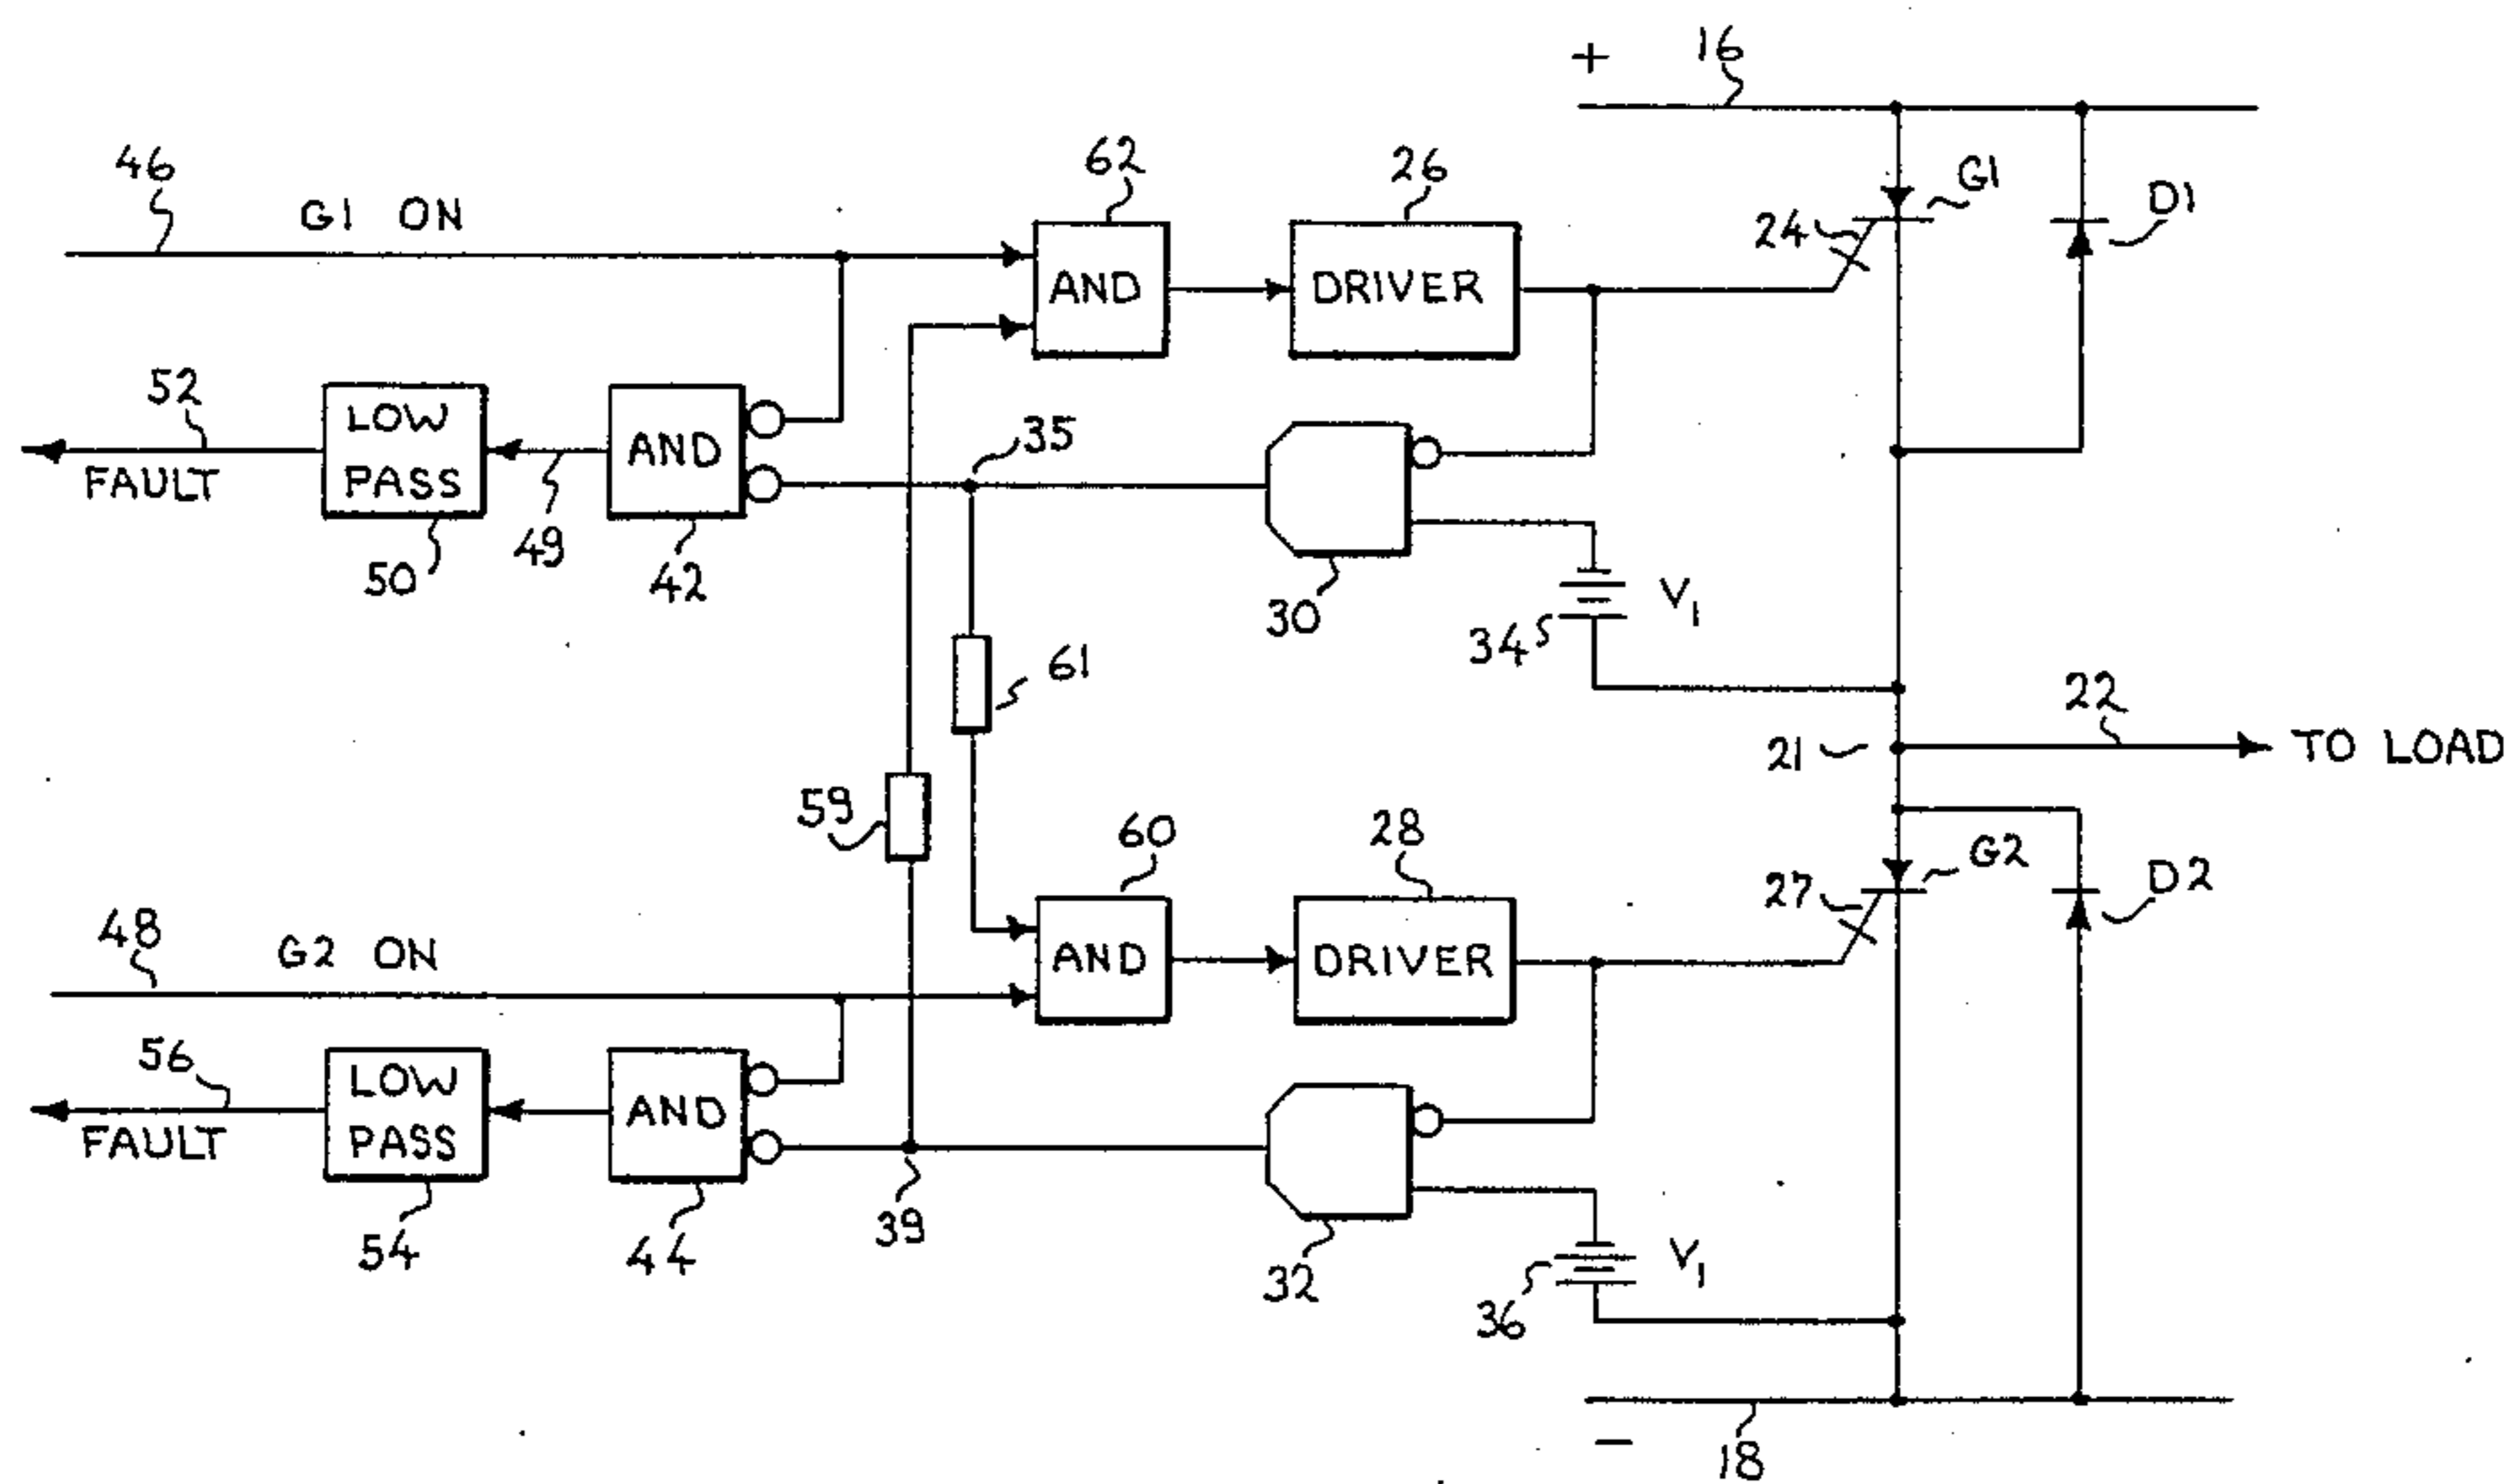 + 16
46 G1 ON 62 26 24 G1 D1
AND DRIVER
52 LOW PASS AND 35
FAULT 50 49 42 30 34 V1
61
21 22 TO LOAD
59 60 28 27 G2 D2
48 G2 ON AND DRIVER
56 LOW PASS AND
FAULT 54 44 39 32 36 V1
- 18